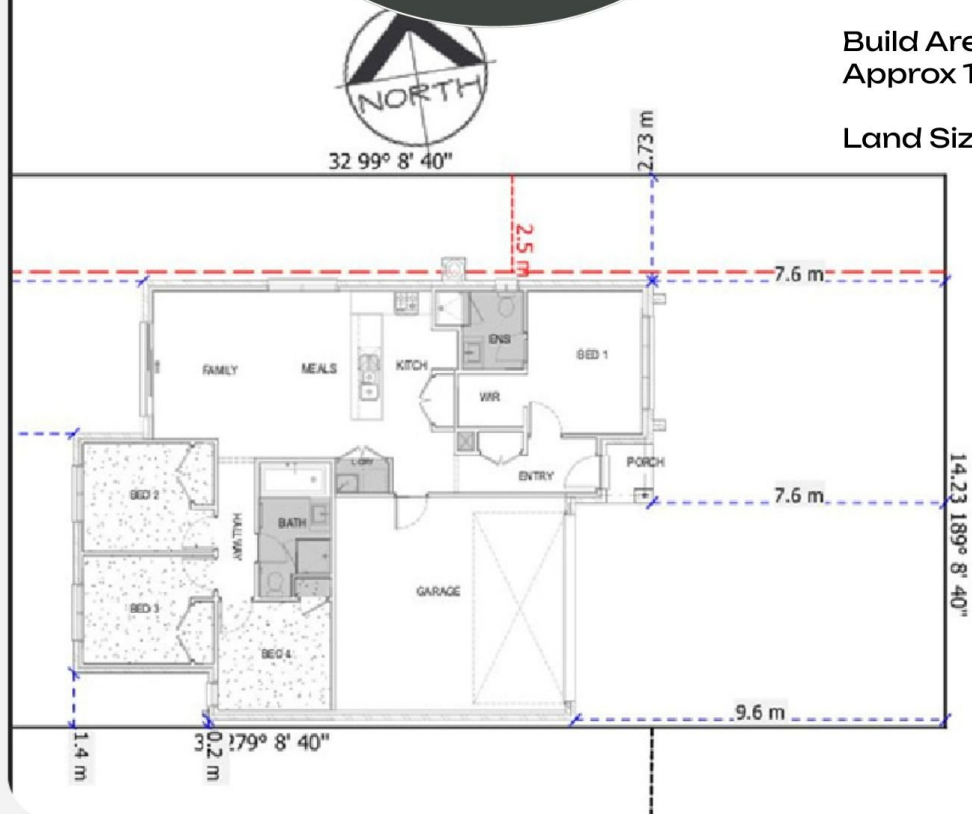 Build Are
Approx 1
Land Siz
NORTH
32 99° 8' 40"
2.73 m
2.5 m
7.6 m
ENS
BED 1
FAMILY
MEALS
KITCH
WIR
ENTRY
PORCH
BED 2
BATH
HALLWAY
7.6 m
14.23 189° 8' 40"
GARAGE
BED 3
BED 4
9.6 m
1.4 m
0.2 m
279° 8' 40"